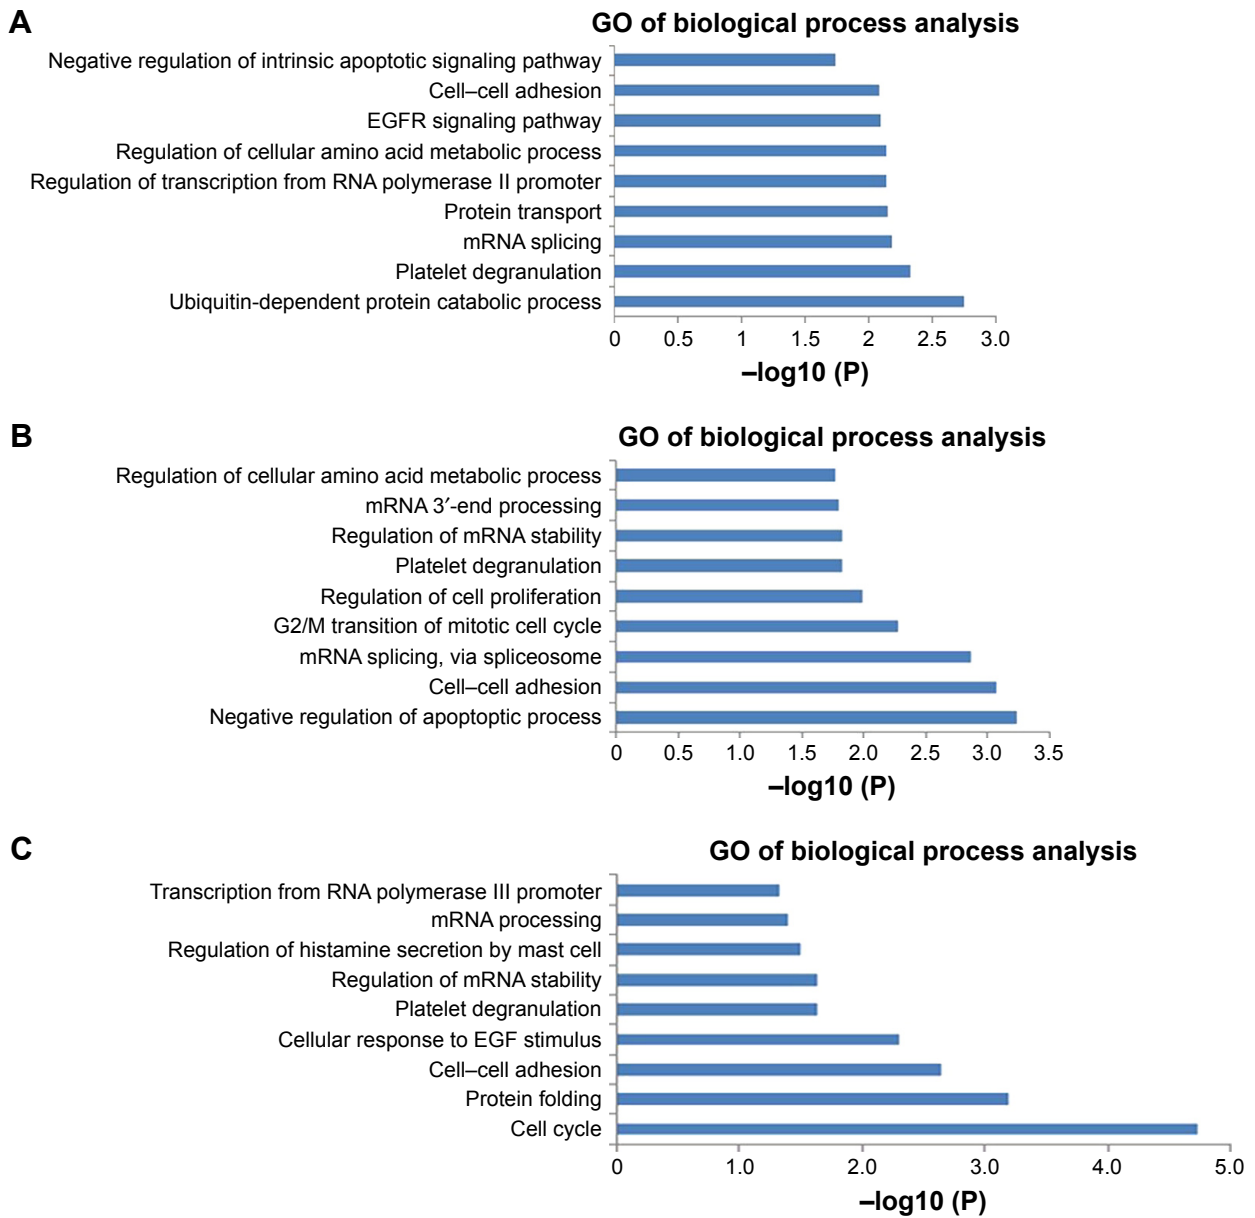 A
GO of biological process analysis
Negative regulation of intrinsic apoptotic signaling pathway
Cell–cell adhesion
EGFR signaling pathway
Regulation of cellular amino acid metabolic process
Regulation of transcription from RNA polymerase II promoter
Protein transport
mRNA splicing
Platelet degranulation
Ubiquitin-dependent protein catabolic process
0 0.5 1 1.5 2 2.5 3.0
–log10 (P)
B
GO of biological process analysis
Regulation of cellular amino acid metabolic process
mRNA 3′-end processing
Regulation of mRNA stability
Platelet degranulation
Regulation of cell proliferation
G2/M transition of mitotic cell cycle
mRNA splicing, via spliceosome
Cell–cell adhesion
Negative regulation of apoptoptic process
0 0.5 1.0 1.5 2.0 2.5 3.0 3.5
–log10 (P)
C
GO of biological process analysis
Transcription from RNA polymerase III promoter
mRNA processing
Regulation of histamine secretion by mast cell
Regulation of mRNA stability
Platelet degranulation
Cellular response to EGF stimulus
Cell–cell adhesion
Protein folding
Cell cycle
0 1.0 2.0 3.0 4.0 5.0
–log10 (P)